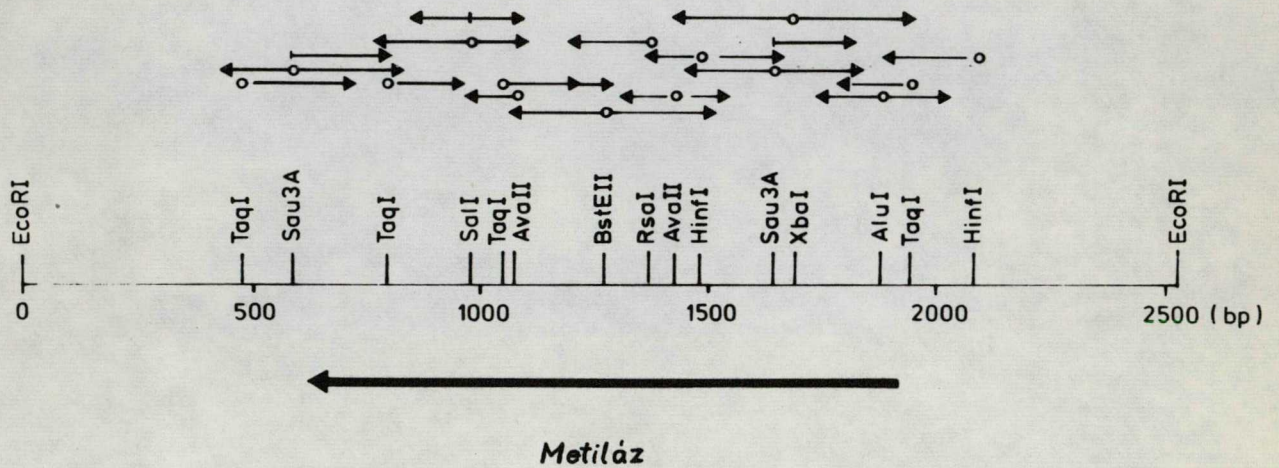 EcoRI
TaqI
Sau3A
TaqI
SalI
TaqI
AvaII
BstEII
RsaI
AvaII
HinfI
Sau3A
XbaI
AluI
TaqI
HinfI
EcoRI
0 500 1000 1500 2000 2500 (bp)
Metiláz